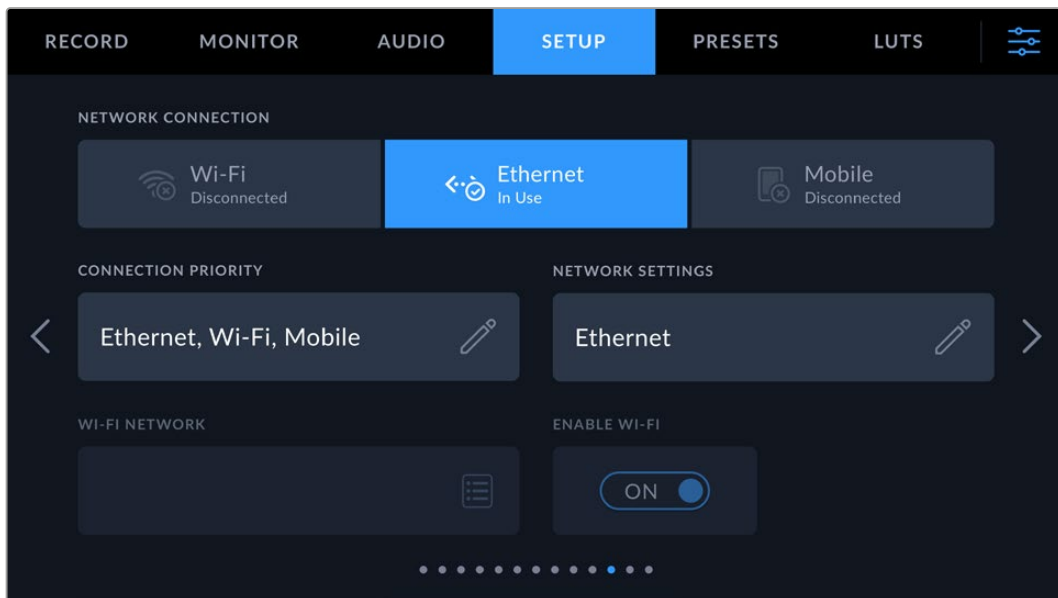 RECORD MONITOR AUDIO SETUP PRESETS LUTS
NETWORK CONNECTION
Wi-Fi
Disconnected
Ethernet
In Use
Mobile
Disconnected
CONNECTION PRIORITY
Ethernet, Wi-Fi, Mobile
NETWORK SETTINGS
Ethernet
WI-FI NETWORK
ENABLE WI-FI
ON